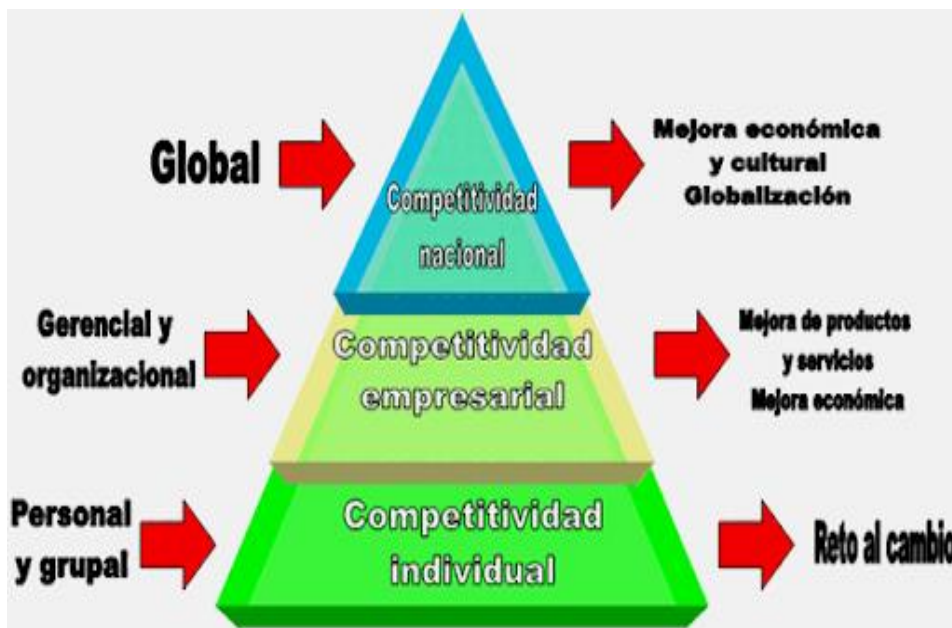 Global
Competitividad
nacional
Mejora económica
y cultural
Globalización
Gerencial y
organizacional
Competitividad
empresarial
Mejora de productos
y servicios
Mejora económica
Personal
y grupal
Competitividad
individual
Reto al cambio